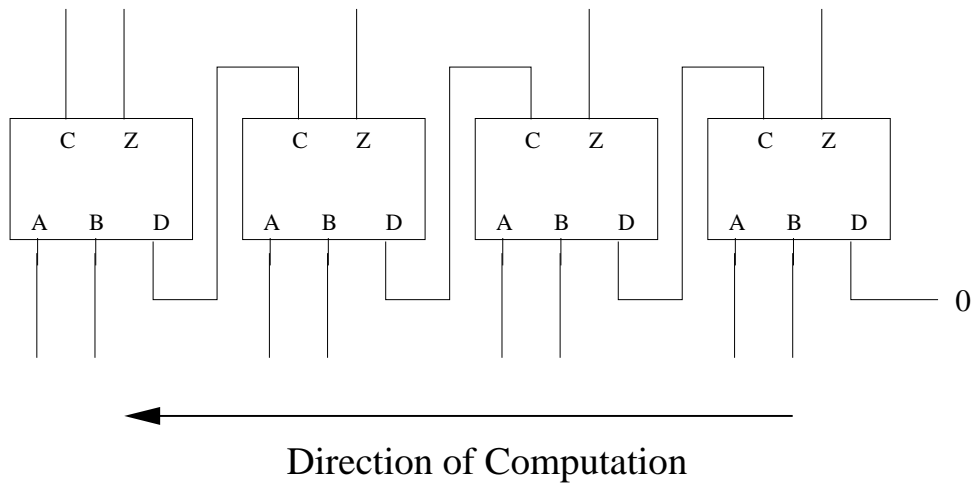 C Z C Z C Z C Z
A B D A B D A B D A B D
0
Direction of Computation